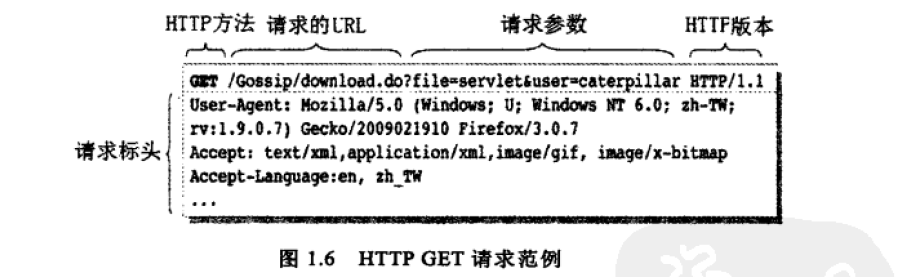 HTTP方法 请求的URL 请求参数 HTTP版本
GET /Gossip/download.do?file=servlet&user=caterpillar HTTP/1.1
User-Agent: Mozilla/5.0 (Windows; U; Windows NT 6.0; zh-TW;
rv:1.9.0.7) Gecko/2009021910 Firefox/3.0.7
请求标头
Accept: text/xml,application/xml,image/gif, image/x-bitmap
Accept-Language:en, zh_TW
...
图 1.6 HTTP GET 请求范例